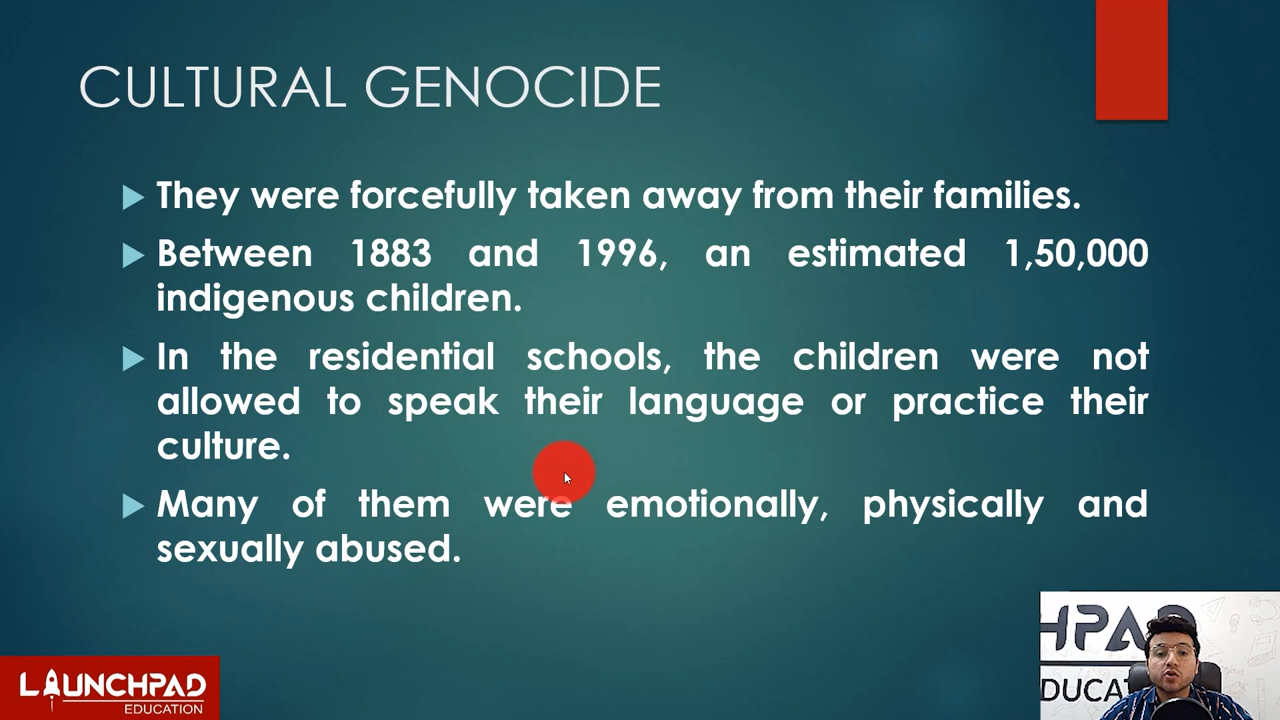 CULTURAL GENOCIDE
They were forcefully taken away from their families.
Between 1883 and 1996, an estimated 1,50,000
indigenous children.
In the residential schools, the children were not
allowed to speak their language or practice their
culture.
Many of them were emotionally, physically and
sexually abused.
LAUNCHPAD
EDUCATION
HPAD
EDUCAT